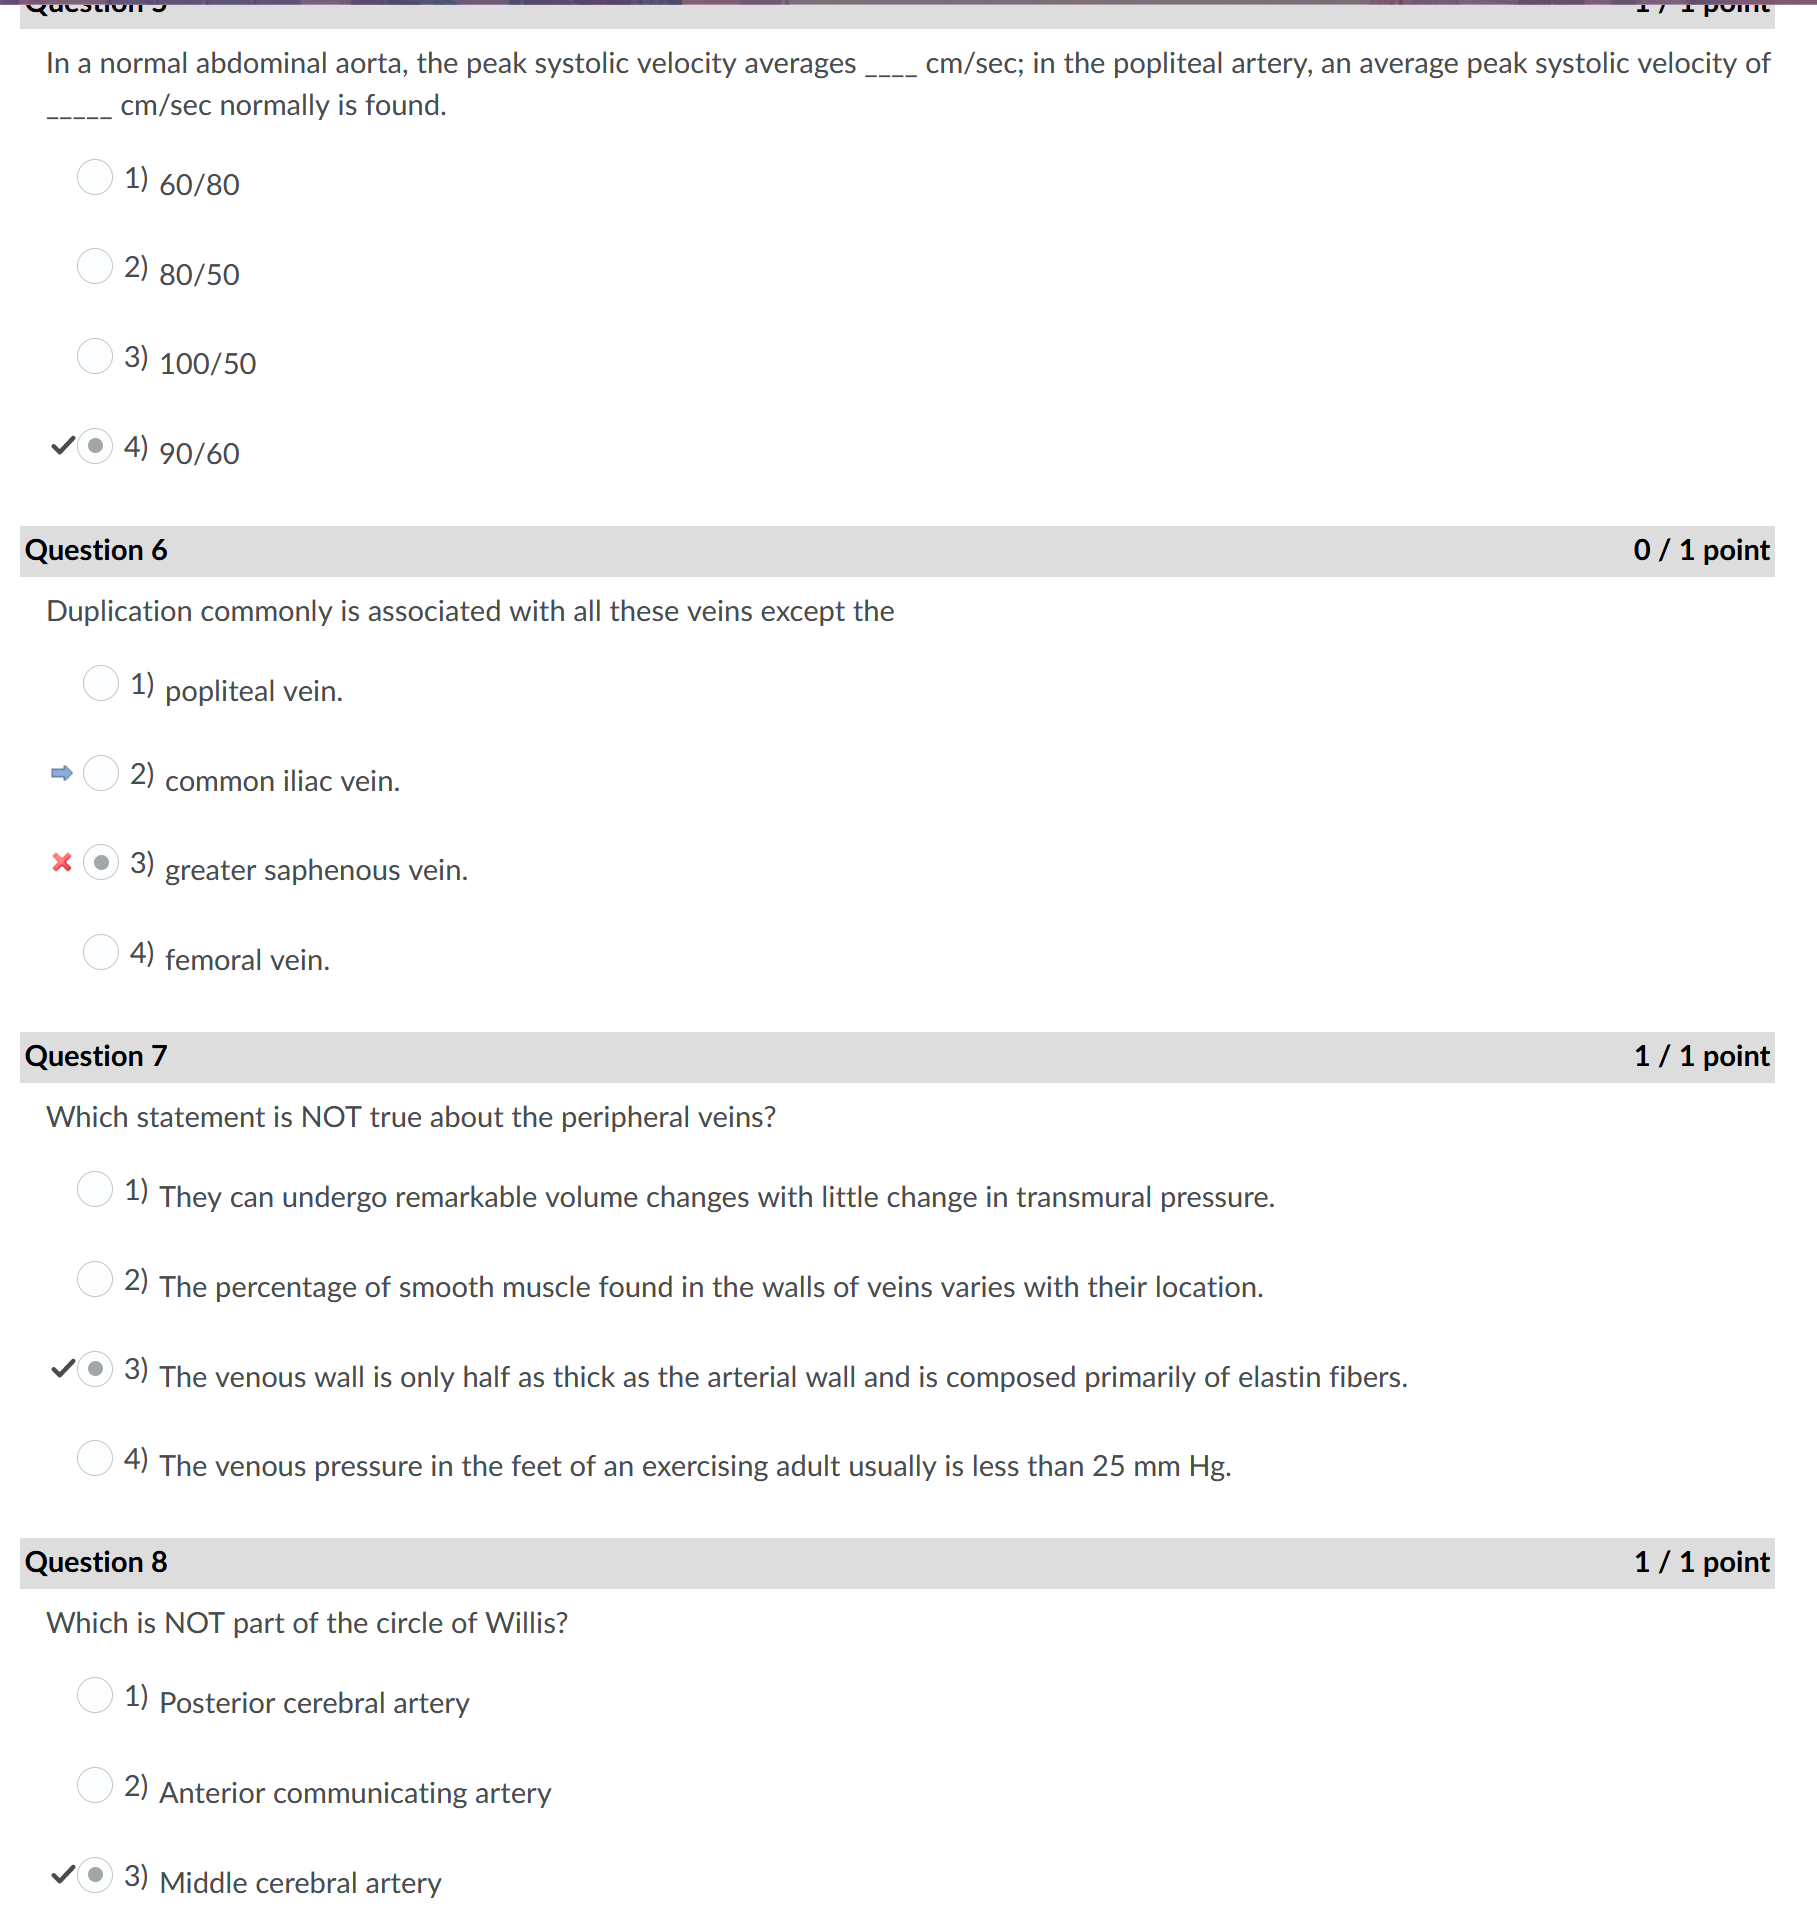 Question 5
1 / 1 point
In a normal abdominal aorta, the peak systolic velocity averages ____ cm/sec; in the popliteal artery, an average peak systolic velocity of
_____ cm/sec normally is found.
1) 60/80
2) 80/50
3) 100/50
4) 90/60
Question 6
0 / 1 point
Duplication commonly is associated with all these veins except the
1) popliteal vein.
2) common iliac vein.
3) greater saphenous vein.
4) femoral vein.
Question 7
1 / 1 point
Which statement is NOT true about the peripheral veins?
1) They can undergo remarkable volume changes with little change in transmural pressure.
2) The percentage of smooth muscle found in the walls of veins varies with their location.
3) The venous wall is only half as thick as the arterial wall and is composed primarily of elastin fibers.
4) The venous pressure in the feet of an exercising adult usually is less than 25 mm Hg.
Question 8
1 / 1 point
Which is NOT part of the circle of Willis?
1) Posterior cerebral artery
2) Anterior communicating artery
3) Middle cerebral artery